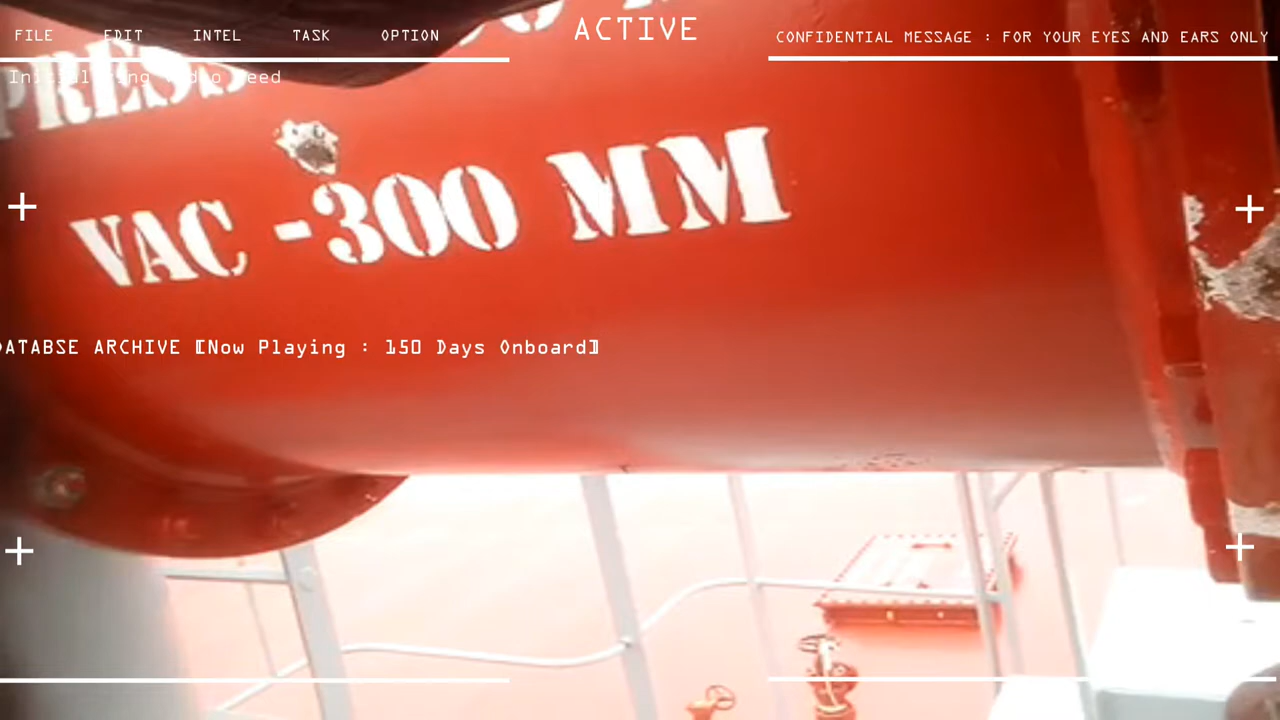 FILE EDIT INTEL TASK OPTION
ACTIVE
CONFIDENTIAL MESSAGE : FOR YOUR EYES AND EARS ONLY
PRESS
VAC -300 MM
DATABSE ARCHIVE [Now Playing : 150 Days Onboard]